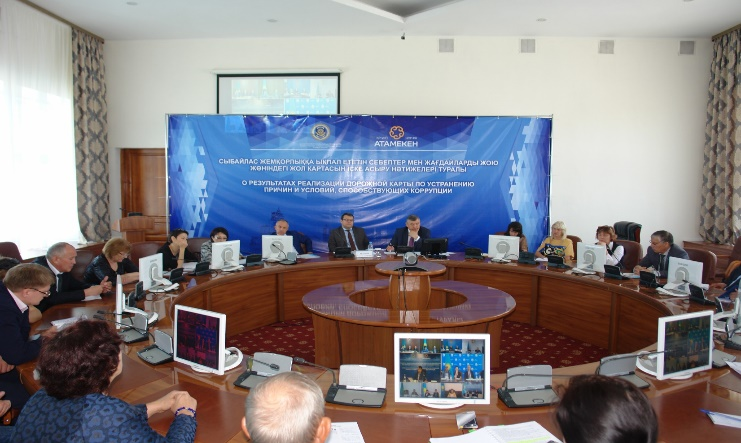 АТАМЕКЕН
СЫБАЙЛАС ЖЕМҚОРЛЫҚҚА ЫҚПАЛ ЕТЕТІН СЕБЕПТЕР МЕН ЖАҒДАЙЛАРДЫ ЖОЮ
ЖӨНІНДЕГІ ЖОЛ КАРТАСЫН ІСКЕ АСЫРУ НӘТИЖЕЛЕРІ ТУРАЛЫ
О РЕЗУЛЬТАТАХ РЕАЛИЗАЦИИ ДОРОЖНОЙ КАРТЫ ПО УСТРАНЕНИЮ
ПРИЧИН И УСЛОВИЙ, СПОСОБСТВУЮЩИХ КОРРУПЦИИ